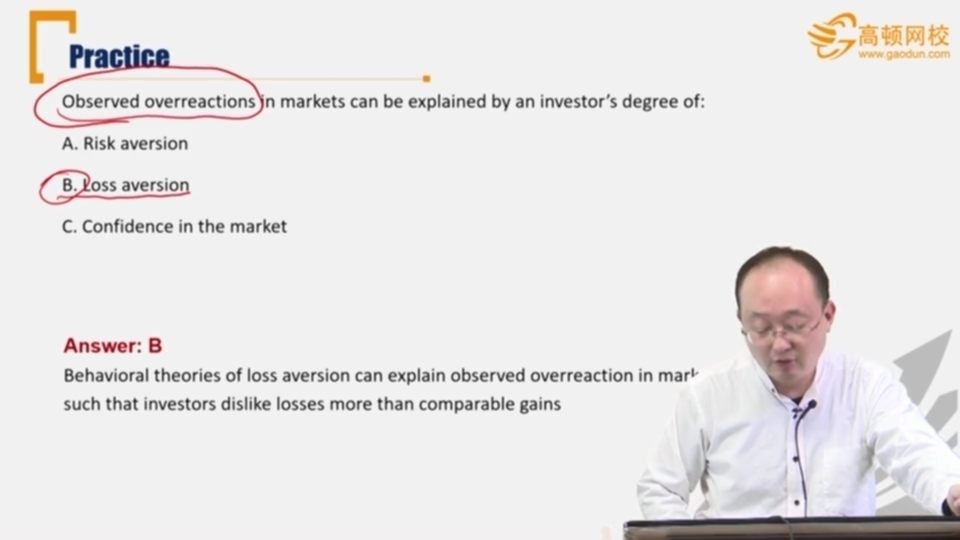 Practice
高顿网校
www.gaodun.com
Observed overreactions in markets can be explained by an investor's degree of:
A. Risk aversion
B. Loss aversion
C. Confidence in the market
Answer: B
Behavioral theories of loss aversion can explain observed overreaction in mark
such that investors dislike losses more than comparable gains